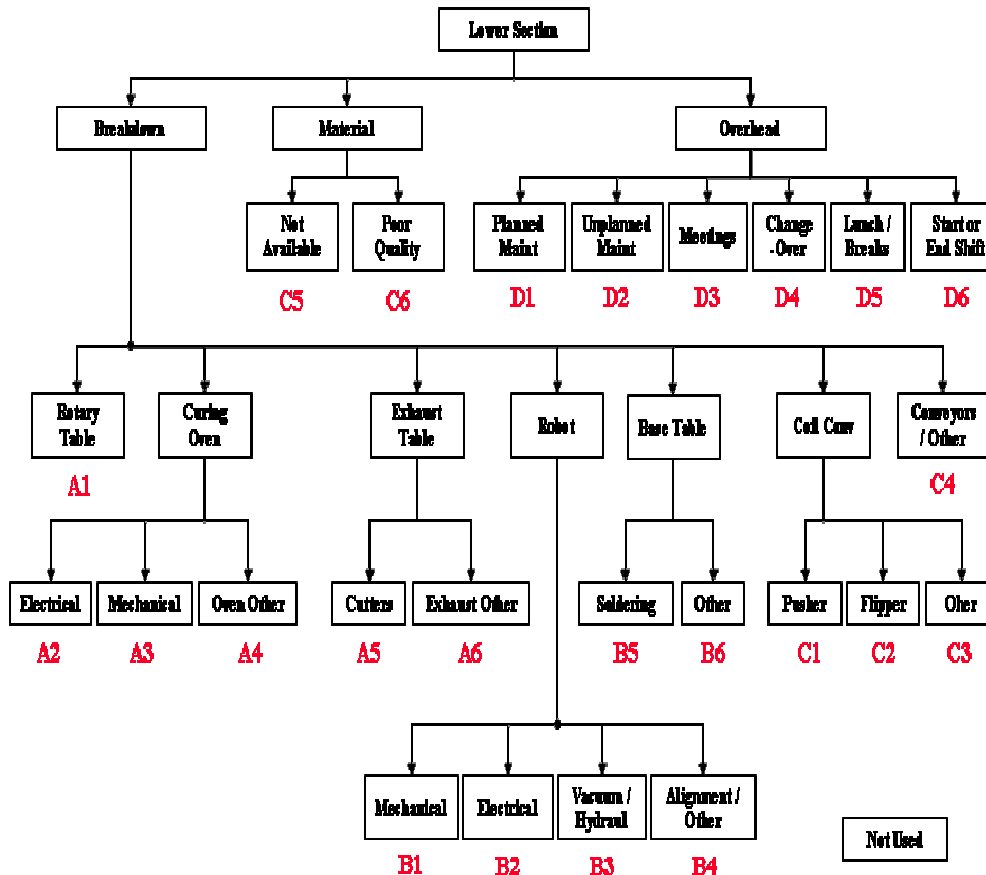 Lower Section
Breakdown
Material
Overhead
Not
Available
Poor
Quality
Planned
Maint
Unplanned
Maint
Meetings
Change
-Over
Lunch /
Breaks
Start or
End Shift
C5
C6
D1
D2
D3
D4
D5
D6
Rotary
Table
Curing
Oven
Exhaust
Table
Robot
Base Table
Coil Conv
Conveyors
/ Other
A1
C4
Electrical
Mechanical
Oven Other
Cutters
Exhaust Other
Soldering
Other
Pusher
Flipper
Oher
A2
A3
A4
A5
A6
B5
B6
C1
C2
C3
Mechanical
Electrical
Vacuum /
Hydraul
Alignment /
Other
Not Used
B1
B2
B3
B4